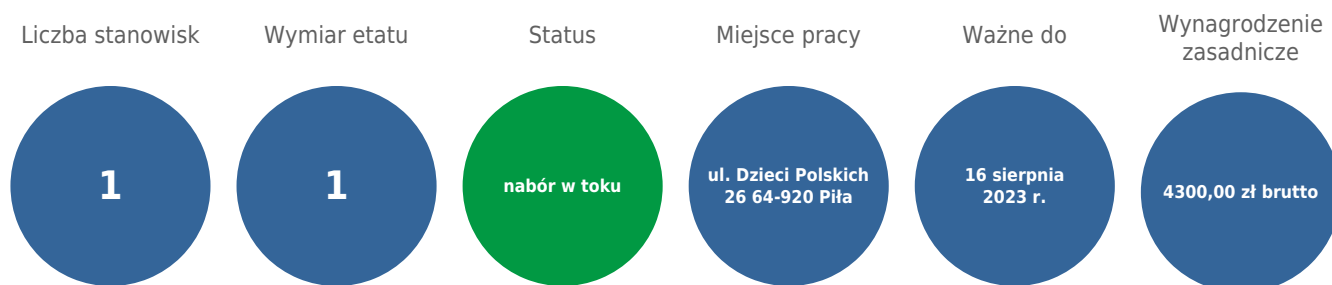 Liczba stanowisk
Wymiar etatu
Status
Miejsce pracy
Ważne do
Wynagrodzenie
zasadnicze
1
1
nabór w toku
ul. Dzieci Polskich
26 64-920 Piła
16 sierpnia
2023 r.
4300,00 zł brutto